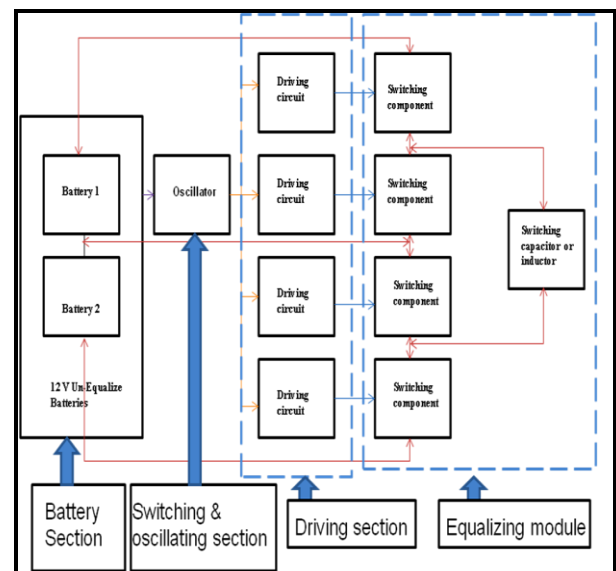 Driving
circuit
Switching
component
Battery 1
Oscillator
Driving
circuit
Switching
component
Switching
capacitor or
inductor
Battery 2
Driving
circuit
Switching
component
12 V Un-Equalize
Batteries
Driving
circuit
Switching
component
Battery
Section
Switching &
oscillating section
Driving section
Equalizing module